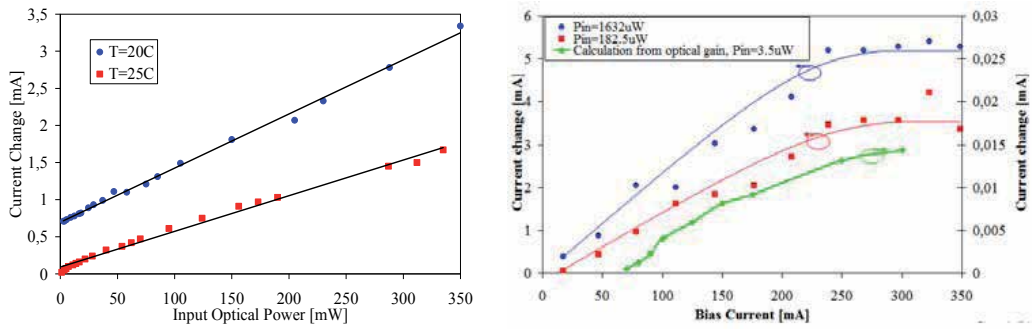 3,5
3
2,5
2
1,5
1
0,5
0
Current Change [mA]
T=20C
T=25C
0 50 100 150 200 250 300 350
Input Optical Power [mW]
6
5
4
3
2
1
0
Current change [mA]
Pin=1632uW
Pin=182.5uW
Calculation from optical gain, Pin=3.5uW
0,03
0,025
0,02
0,015
0,01
0,005
0
Current change [mA]
0 50 100 150 200 250 300 350
Bias Current [mA]